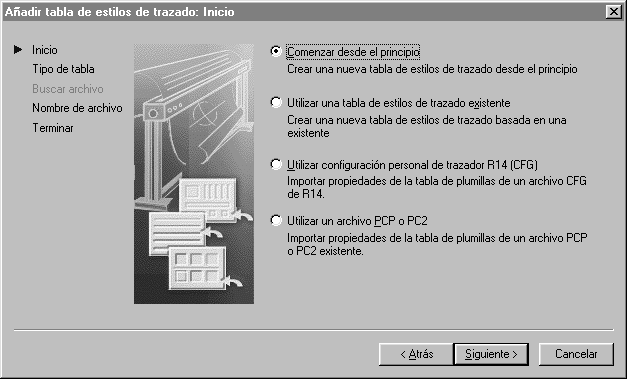 Añadir tabla de estilos de trazado: Inicio
Inicio
Tipo de tabla
Buscar archivo
Nombre de archivo
Terminar
Comenzar desde el principio
Crear una nueva tabla de estilos de trazado desde el principio
Utilizar una tabla de estilos de trazado existente
Crear una nueva tabla de estilos de trazado basada en una
existente
Utilizar configuración personal de trazador R14 (CFG)
Importar propiedades de la tabla de plumillas de un archivo CFG
de R14.
Utilizar un archivo PCP o PC2
Importar propiedades de la tabla de plumillas de un archivo PCP
o PC2 existente.
< Atrás
Siguiente >
Cancelar